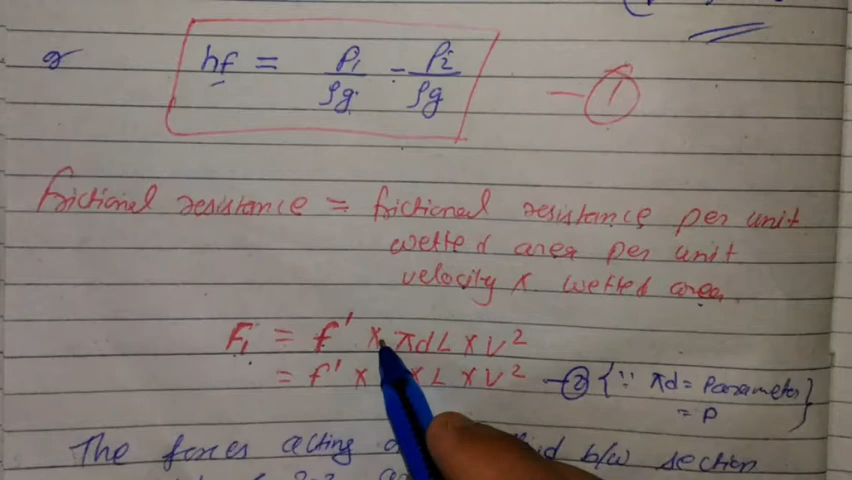 or hf = P1/ρg - P2/ρg — ①
frictional resistance = frictional resistance per unit
wetted area per unit
velocity x wetted area
F1 = f' x πdL x V²
= f' x x L x V² — ② {∵ πd = Parameter
= P}
The forces acting b/w section